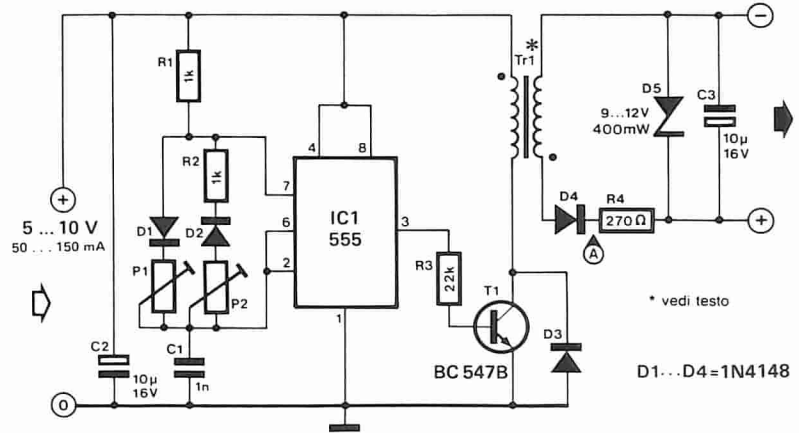 R1
1k
R2
1k
D1
D2
P1
P2
C1
1n
C2
10µ
16V
+
5 ... 10 V
50 ... 150 mA
0
4
8
7
6
2
3
1
IC1
555
R3
22k
T1
BC 547B
D3
Tr1
*
D4
R4
270 Ω
A
D5
9...12V
400mW
C3
10µ
16V
−
+
* vedi testo
D1...D4=1N4148